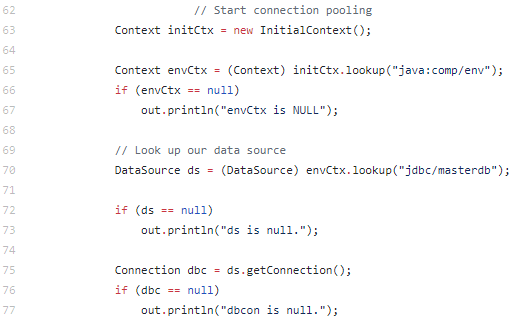 62 // Start connection pooling
63 Context initCtx = new InitialContext();
64
65 Context envCtx = (Context) initCtx.lookup("java:comp/env");
66 if (envCtx == null)
67 out.println("envCtx is NULL");
68
69 // Look up our data source
70 DataSource ds = (DataSource) envCtx.lookup("jdbc/masterdb");
71
72 if (ds == null)
73 out.println("ds is null.");
74
75 Connection dbc = ds.getConnection();
76 if (dbc == null)
77 out.println("dbcon is null.");